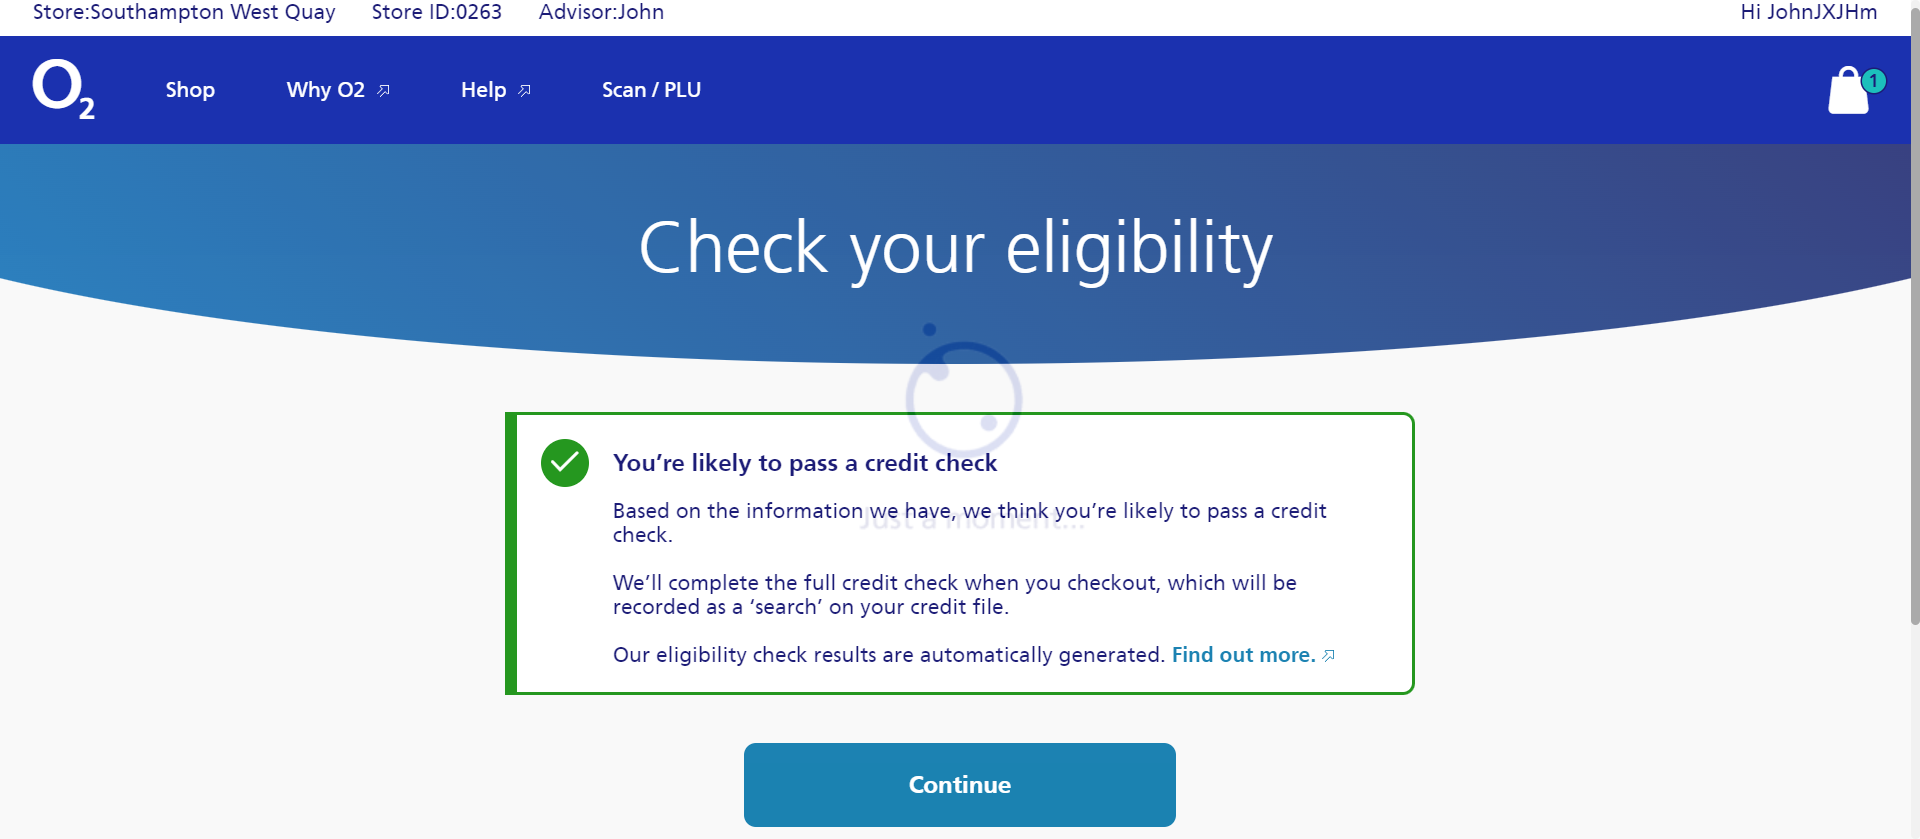 Store:Southampton West Quay Store ID:0263 Advisor:John Hi JohnJXJHm
O2 Shop Why O2 Help Scan / PLU 1
Check your eligibility
You’re likely to pass a credit check
Based on the information we have, we think you’re likely to pass a credit
check.
Just a moment...
We’ll complete the full credit check when you checkout, which will be
recorded as a ‘search’ on your credit file.
Our eligibility check results are automatically generated. Find out more.
Continue